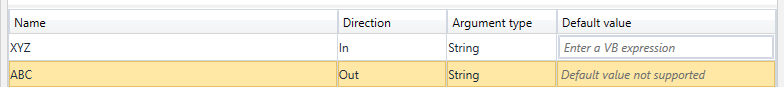 Name Direction Argument type Default value
XYZ In String Enter a VB expression
ABC Out String Default value not supported